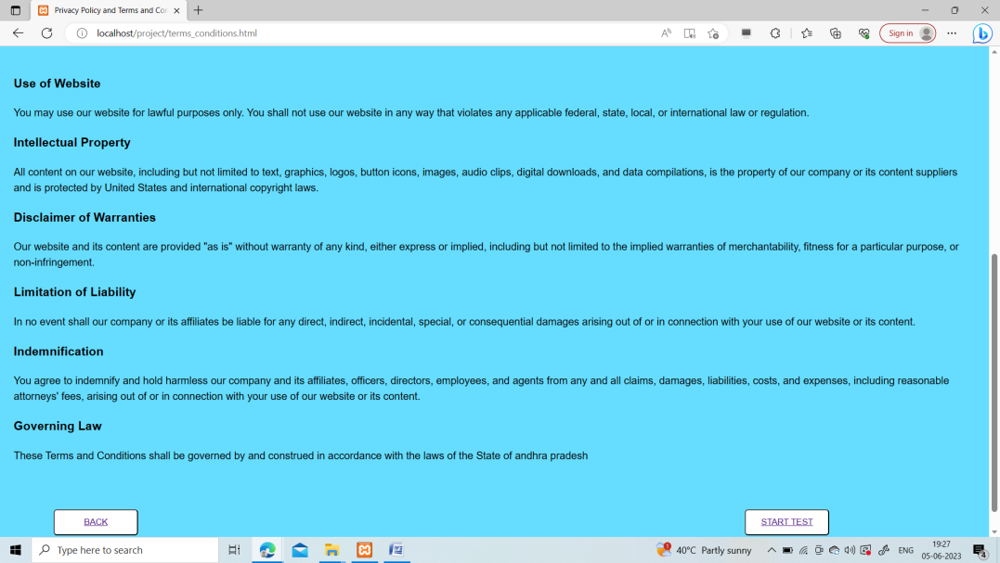 Privacy Policy and Terms and Con
localhost/project/terms_conditions.html
Sign in
Use of Website
You may use our website for lawful purposes only. You shall not use our website in any way that violates any applicable federal, state, local, or international law or regulation.
Intellectual Property
All content on our website, including but not limited to text, graphics, logos, button icons, images, audio clips, digital downloads, and data compilations, is the property of our company or its content suppliers
and is protected by United States and international copyright laws.
Disclaimer of Warranties
Our website and its content are provided "as is" without warranty of any kind, either express or implied, including but not limited to the implied warranties of merchantability, fitness for a particular purpose, or
non-infringement.
Limitation of Liability
In no event shall our company or its affiliates be liable for any direct, indirect, incidental, special, or consequential damages arising out of or in connection with your use of our website or its content.
Indemnification
You agree to indemnify and hold harmless our company and its affiliates, officers, directors, employees, and agents from any and all claims, damages, liabilities, costs, and expenses, including reasonable
attorneys' fees, arising out of or in connection with your use of our website or its content.
Governing Law
These Terms and Conditions shall be governed by and construed in accordance with the laws of the State of andhra pradesh
BACK
START TEST
Type here to search
40°C Partly sunny
ENG
19:27
05-06-2023
4